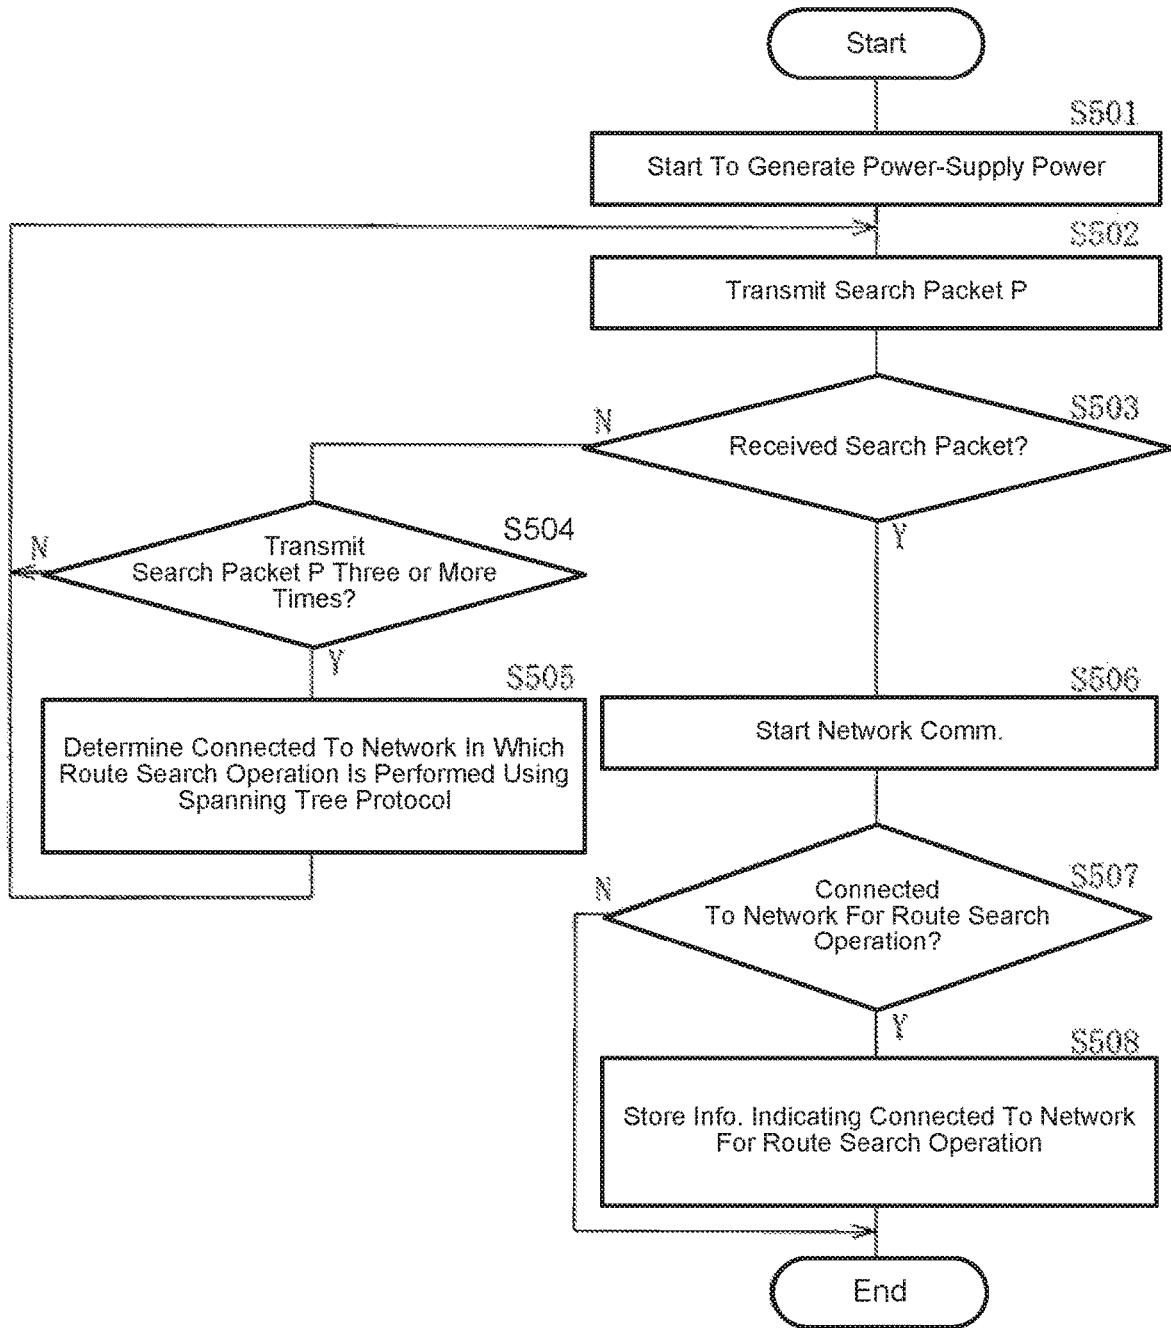 Start
S501
Start To Generate Power-Supply Power
S502
Transmit Search Packet P
S503
N
Received Search Packet?
Y
S504
N
Transmit
Search Packet P Three or More
Times?
Y
S505
Determine Connected To Network In Which
Route Search Operation Is Performed Using
Spanning Tree Protocol
S506
Start Network Comm.
S507
N
Connected
To Network For Route Search
Operation?
Y
S508
Store Info. Indicating Connected To Network
For Route Search Operation
End